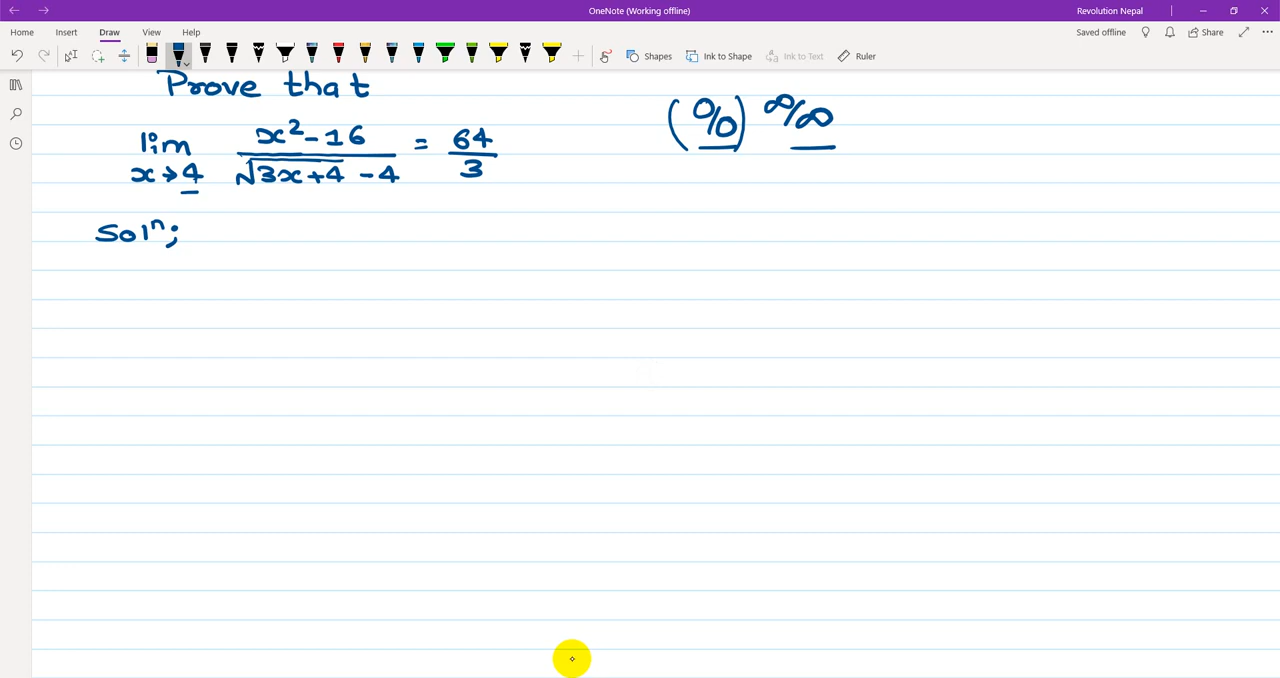 OneNote (Working offline)
Revolution Nepal
Home Insert Draw View Help
Saved offline Share
Shapes Ink to Shape Ink to Text Ruler
Prove that
lim x→4 (x² - 16)/(√(3x+4) - 4) = 64/3
(0/0) ∞/∞
Solⁿ;